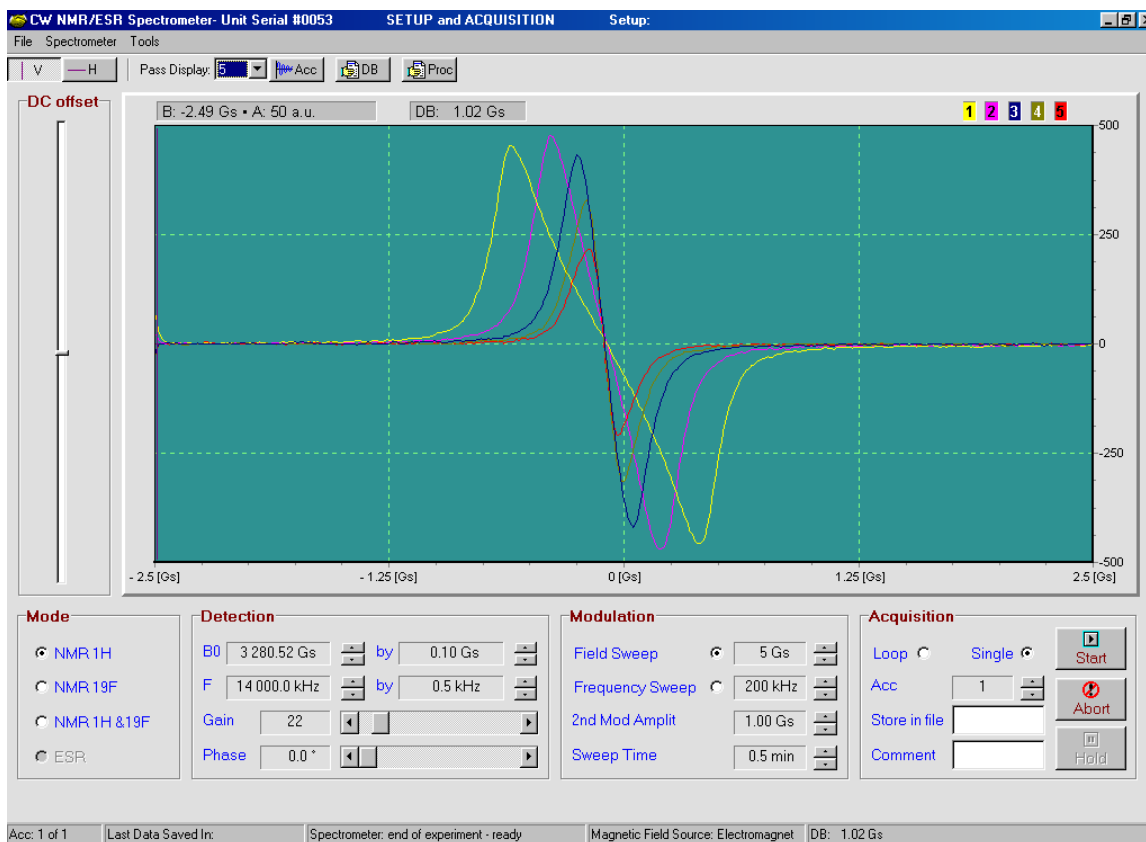 CW NMR/ESR Spectrometer- Unit Serial #0053 SETUP and ACQUISITION Setup:
File Spectrometer Tools
V H Pass Display: 5 Acc DB Proc
DC offset
B: -2.49 Gs • A: 50 a.u. DB: 1.02 Gs 1 2 3 4 5
500
250
0
-250
-500
- 2.5 [Gs] - 1.25 [Gs] 0 [Gs] 1.25 [Gs] 2.5 [Gs]
Mode
NMR 1H
NMR 19F
NMR 1H &19F
ESR
Detection
B0 3 280.52 Gs by 0.10 Gs
F 14 000.0 kHz by 0.5 kHz
Gain 22
Phase 0.0 °
Modulation
Field Sweep 5 Gs
Frequency Sweep 200 kHz
2nd Mod Amplit 1.00 Gs
Sweep Time 0.5 min
Acquisition
Loop Single
Acc 1
Store in file
Comment
Start
Abort
Hold
Acc: 1 of 1 Last Data Saved In: Spectrometer: end of experiment - ready Magnetic Field Source: Electromagnet DB: 1.02 Gs